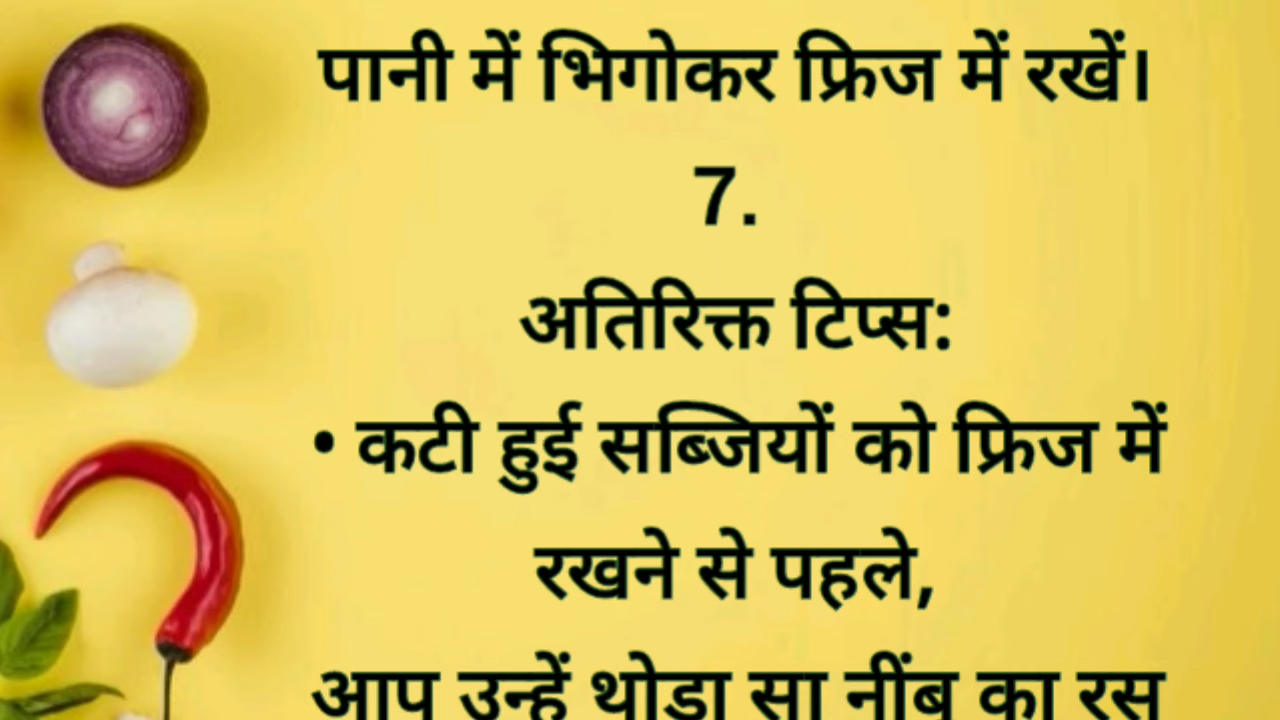 पानी में भिगोकर फ्रिज में रखें।
7.
अतिरिक्त टिप्स:
• कटी हुई सब्जियों को फ्रिज में
रखने से पहले,
आप उन्हें थोड़ा सा नींब का रस